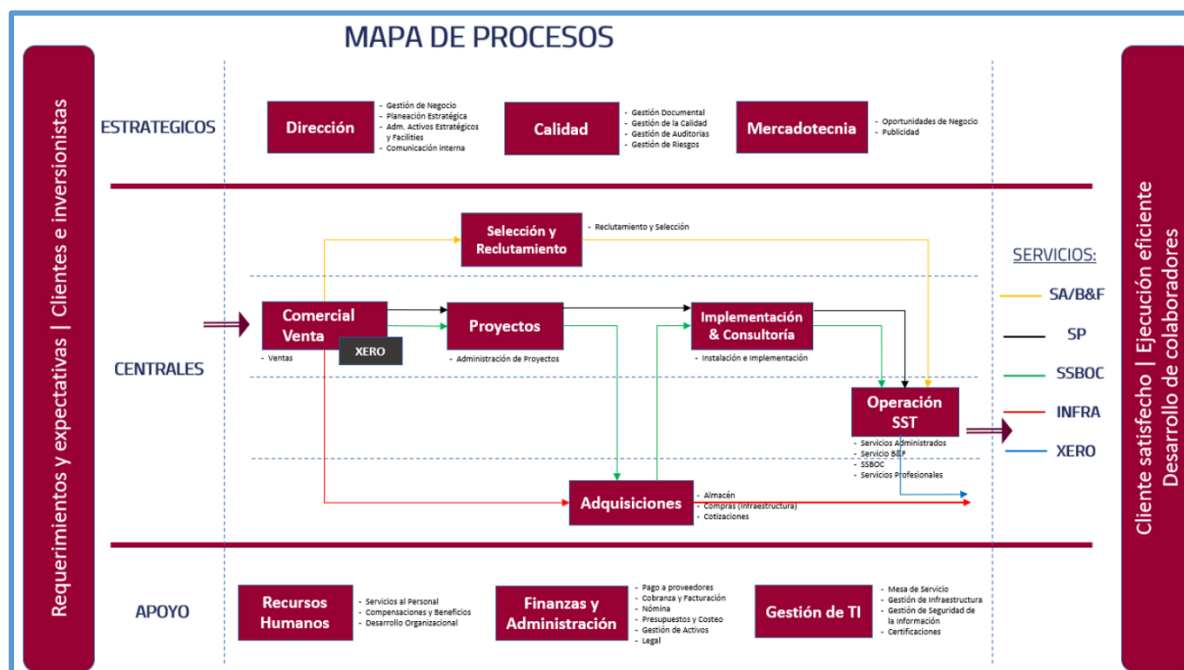 MAPA DE PROCESOS
Requerimientos y expectativas | Clientes e inversionistas
ESTRATEGICOS
Dirección
- Gestión de Negocio
- Planeación Estratégica
- Adm. Activos Estratégicos
y Facilities
- Comunicación interna
Calidad
- Gestión Documental
- Gestión de la Calidad
- Gestión de Auditorias
- Gestión de Riesgos
Mercadotecnia
- Oportunidades de Negocio
- Publicidad
CENTRALES
Selección y
Reclutamiento
- Reclutamiento y Selección
Comercial
Venta
XERO
- Ventas
Proyectos
- Administración de Proyectos
Implementación
& Consultoría
- Instalación e Implementación
Operación
SST
- Servicios Administrados
- Servicio B&F
- SSBOC
- Servicios Profesionales
Adquisiciones
- Almacén
- Compras (Infraestructura)
- Cotizaciones
SERVICIOS:
SA/B&F
SP
SSBOC
INFRA
XERO
APOYO
Recursos
Humanos
- Servicios al Personal
- Compensaciones y Beneficios
- Desarrollo Organizacional
Finanzas y
Administración
- Pago a proveedores
- Cobranza y Facturación
- Nómina
- Presupuestos y Costeo
- Gestión de Activos
- Legal
Gestión de TI
- Mesa de Servicio
- Gestión de Infraestructura
- Gestión de Seguridad de
la Información
- Certificaciones
Cliente satisfecho | Ejecución eficiente
Desarrollo de colaboradores